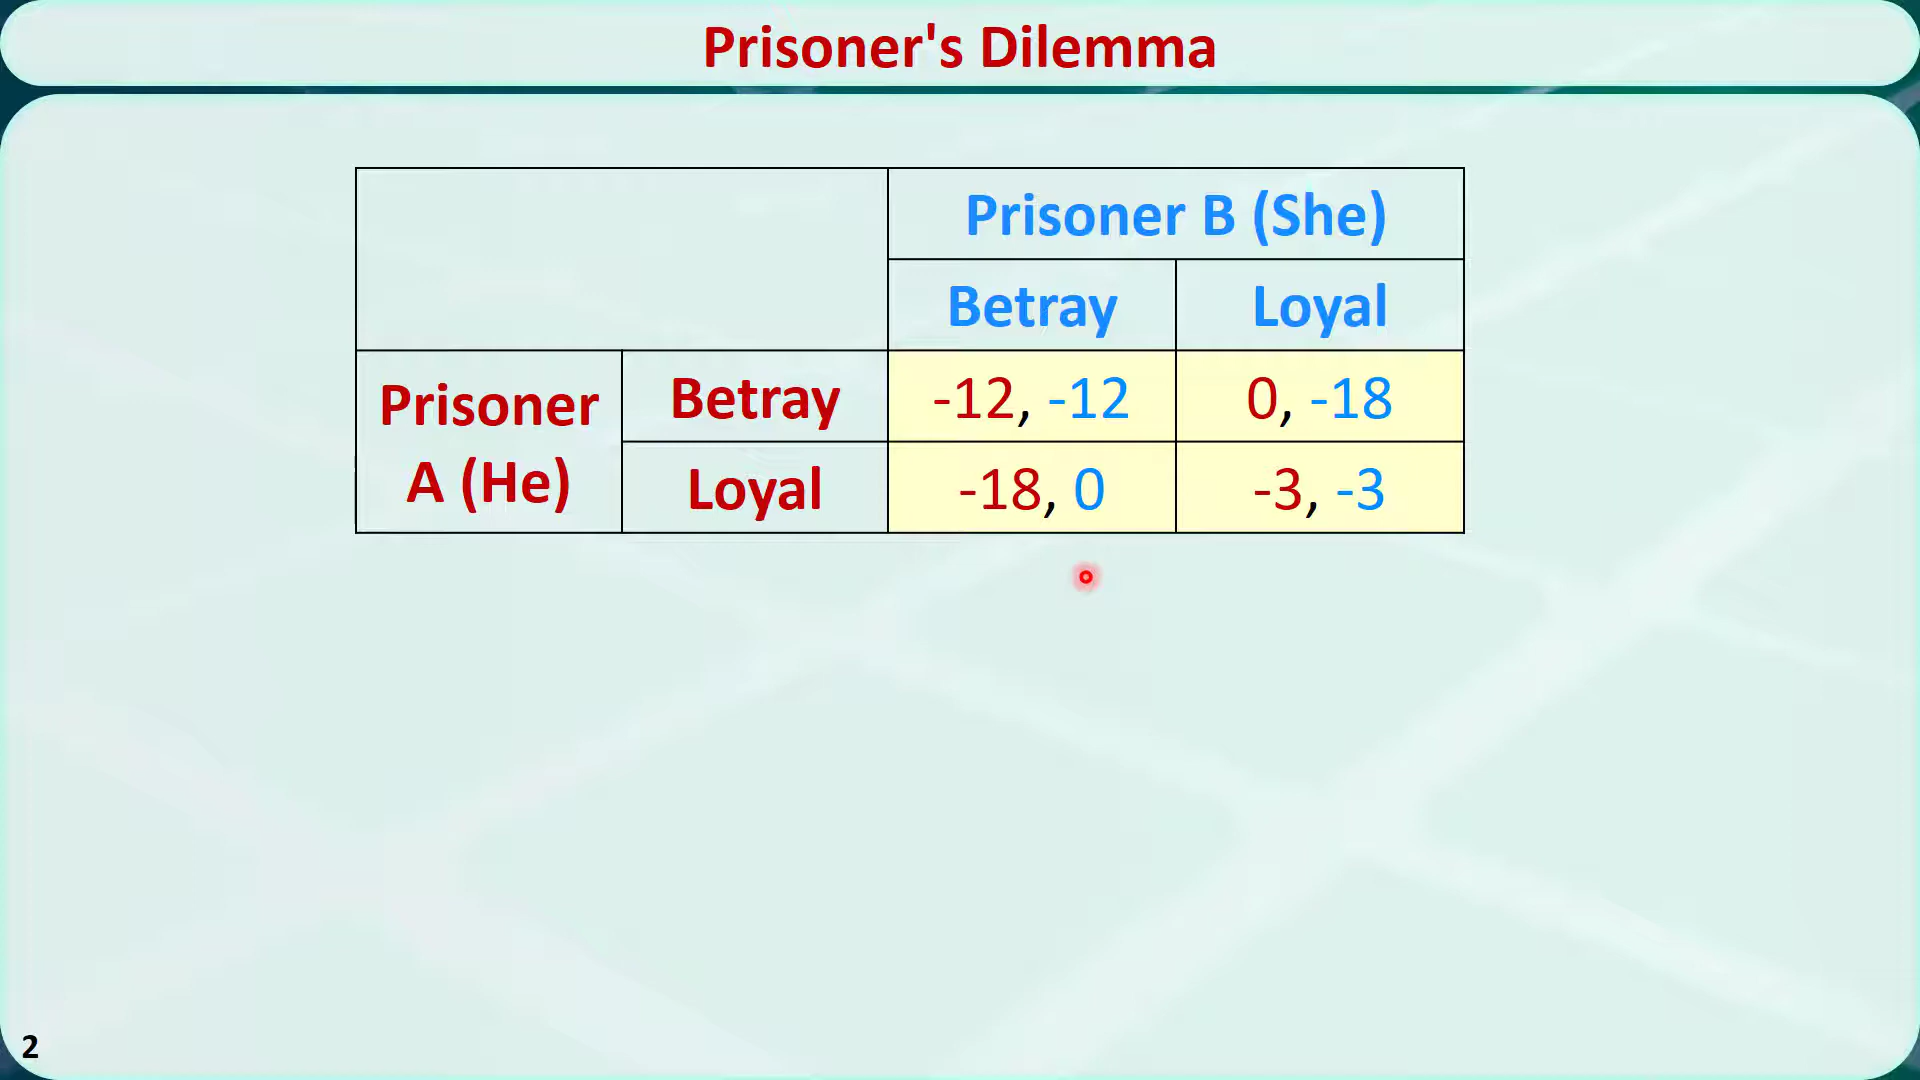 Prisoner's Dilemma
Prisoner B (She)
Betray Loyal
Prisoner A (He)
Betray -12, -12 0, -18
Loyal -18, 0 -3, -3
2